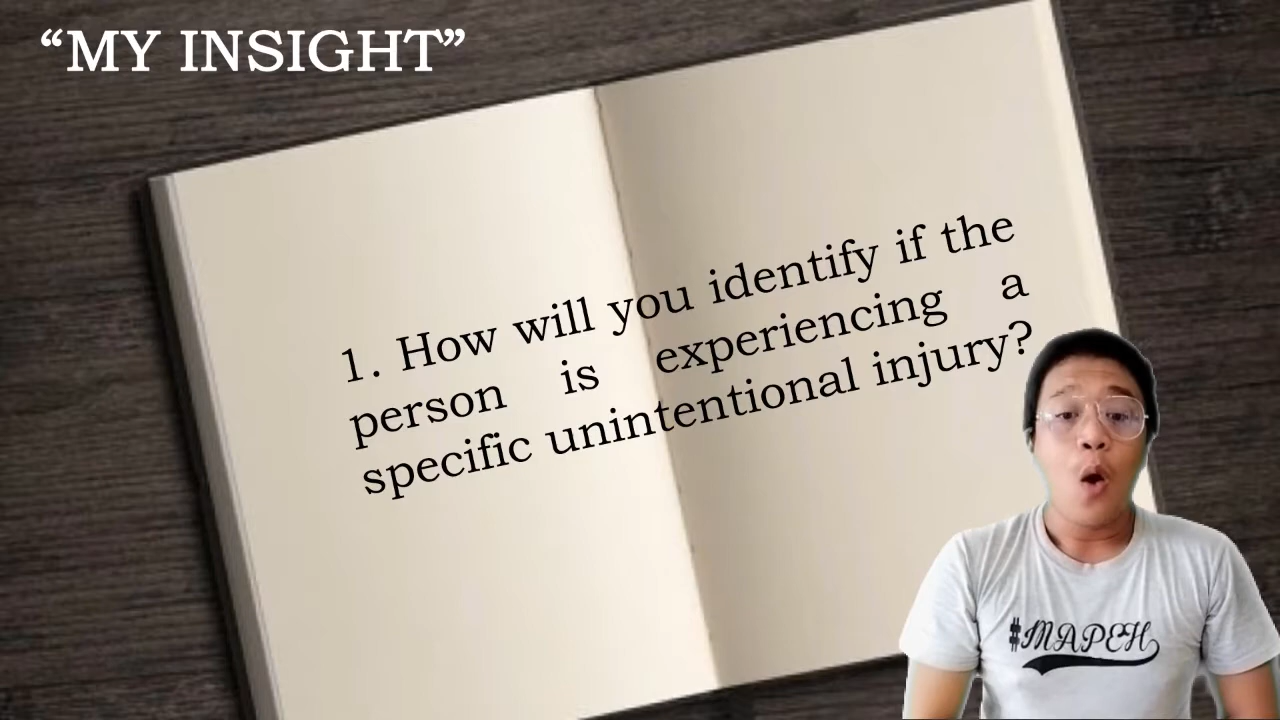 “MY INSIGHT”
1. How will you identify if the
person is experiencing a
specific unintentional injury?
#MAPEH